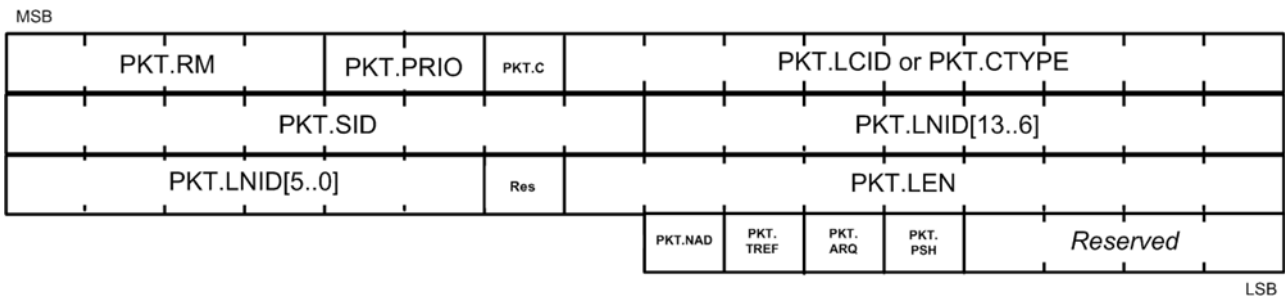 MSB
PKT.RM PKT.PRIO PKT.C PKT.LCID or PKT.CTYPE
PKT.SID PKT.LNID[13..6]
PKT.LNID[5..0] Res PKT.LEN
PKT.NAD PKT. TREF PKT. ARQ PKT. PSH Reserved
LSB